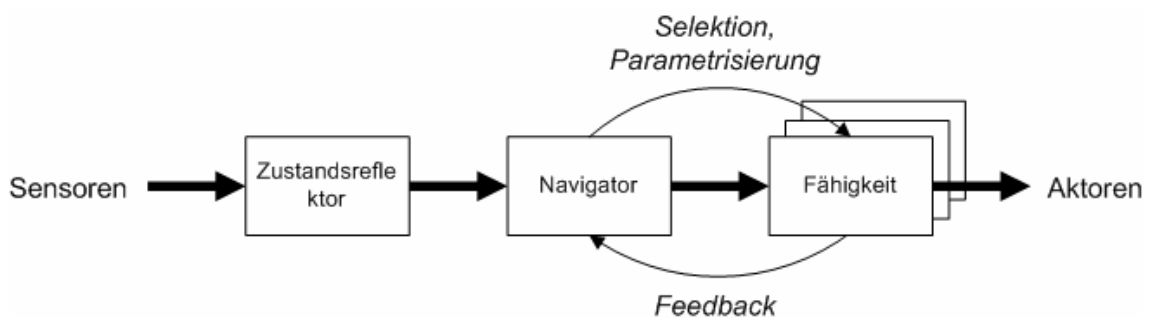 Selektion,
Parametrisierung
Sensoren
Zustandsrefle
ktor
Navigator
Fähigkeit
Aktoren
Feedback